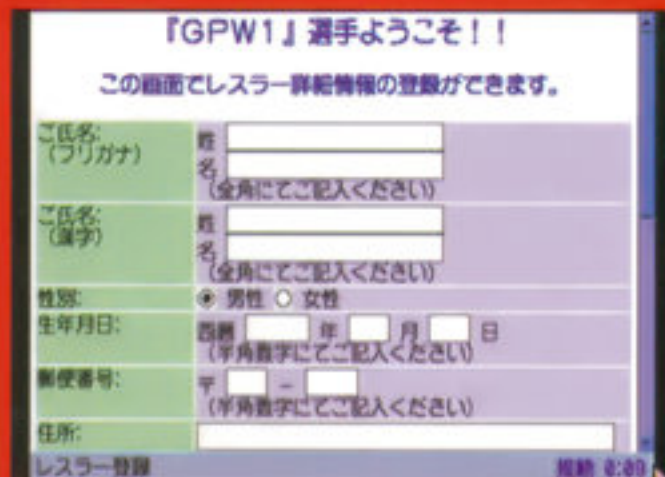 『GPW1』選手ようこそ！！
この画面でレスラー詳細情報の登録ができます。
ご氏名:
（フリガナ）
姓
名
（全角にてご記入ください）
ご氏名:
（漢字）
姓
名
（全角にてご記入ください）
性別:
男性 女性
生年月日:
西暦 年 月 日
（半角数字にてご記入ください）
郵便番号:
〒 －
（半角数字にてご記入ください）
住所:
レスラー登録
接続 0:09